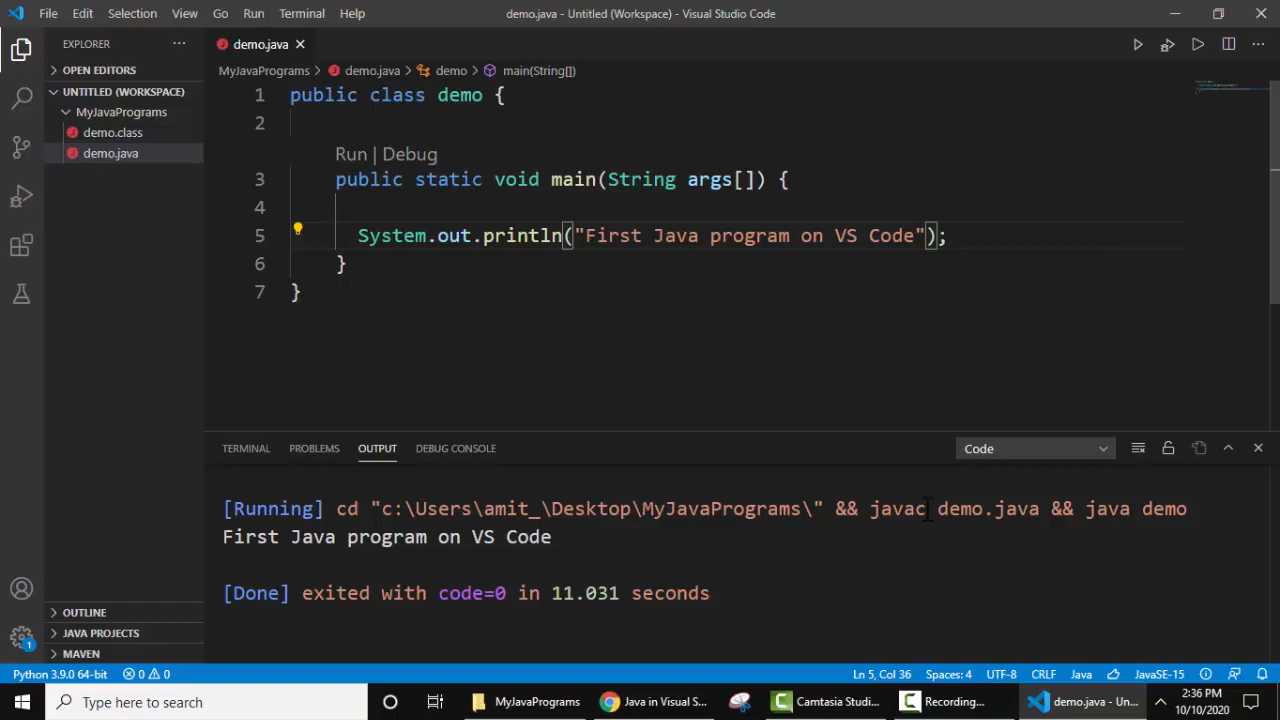 File Edit Selection View Go Run Terminal Help demo.java - Untitled (Workspace) - Visual Studio Code
EXPLORER
demo.java
OPEN EDITORS
MyJavaPrograms > demo.java > demo > main(String[])
UNTITLED (WORKSPACE)
MyJavaPrograms
demo.class
demo.java
1 public class demo {
2
Run | Debug
3 public static void main(String args[]) {
4
5 System.out.println("First Java program on VS Code");
6 }
7 }
TERMINAL PROBLEMS OUTPUT DEBUG CONSOLE Code
[Running] cd "c:\Users\amit_\Desktop\MyJavaPrograms\" && javac demo.java && java demo
First Java program on VS Code
[Done] exited with code=0 in 11.031 seconds
OUTLINE
JAVA PROJECTS
MAVEN
1
Python 3.9.0 64-bit 0 0 Ln 5, Col 36 Spaces: 4 UTF-8 CRLF Java JavaSE-15
Type here to search
MyJavaPrograms
Java in Visual S...
Camtasia Studi...
Recording...
demo.java - Un...
2:36 PM
10/10/2020